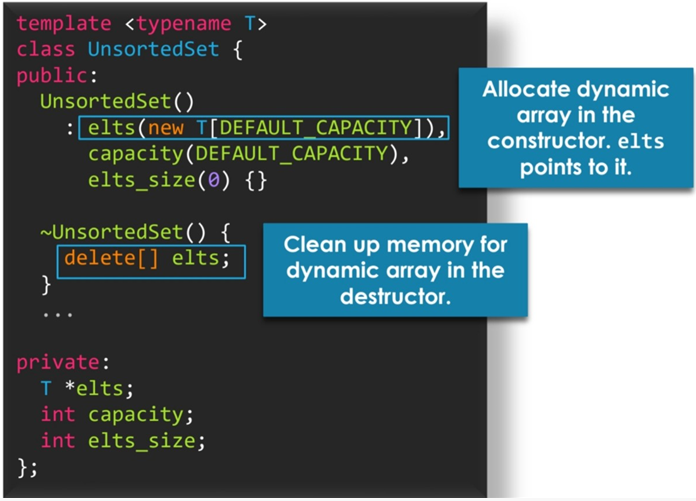 template <typename T>
class UnsortedSet {
public:
  UnsortedSet()
    : elts(new T[DEFAULT_CAPACITY]),
      capacity(DEFAULT_CAPACITY),
      elts_size(0) {}
Allocate dynamic
array in the
constructor. elts
points to it.
  ~UnsortedSet() {
    delete[] elts;
  }
  ...
Clean up memory for
dynamic array in the
destructor.
private:
  T *elts;
  int capacity;
  int elts_size;
};